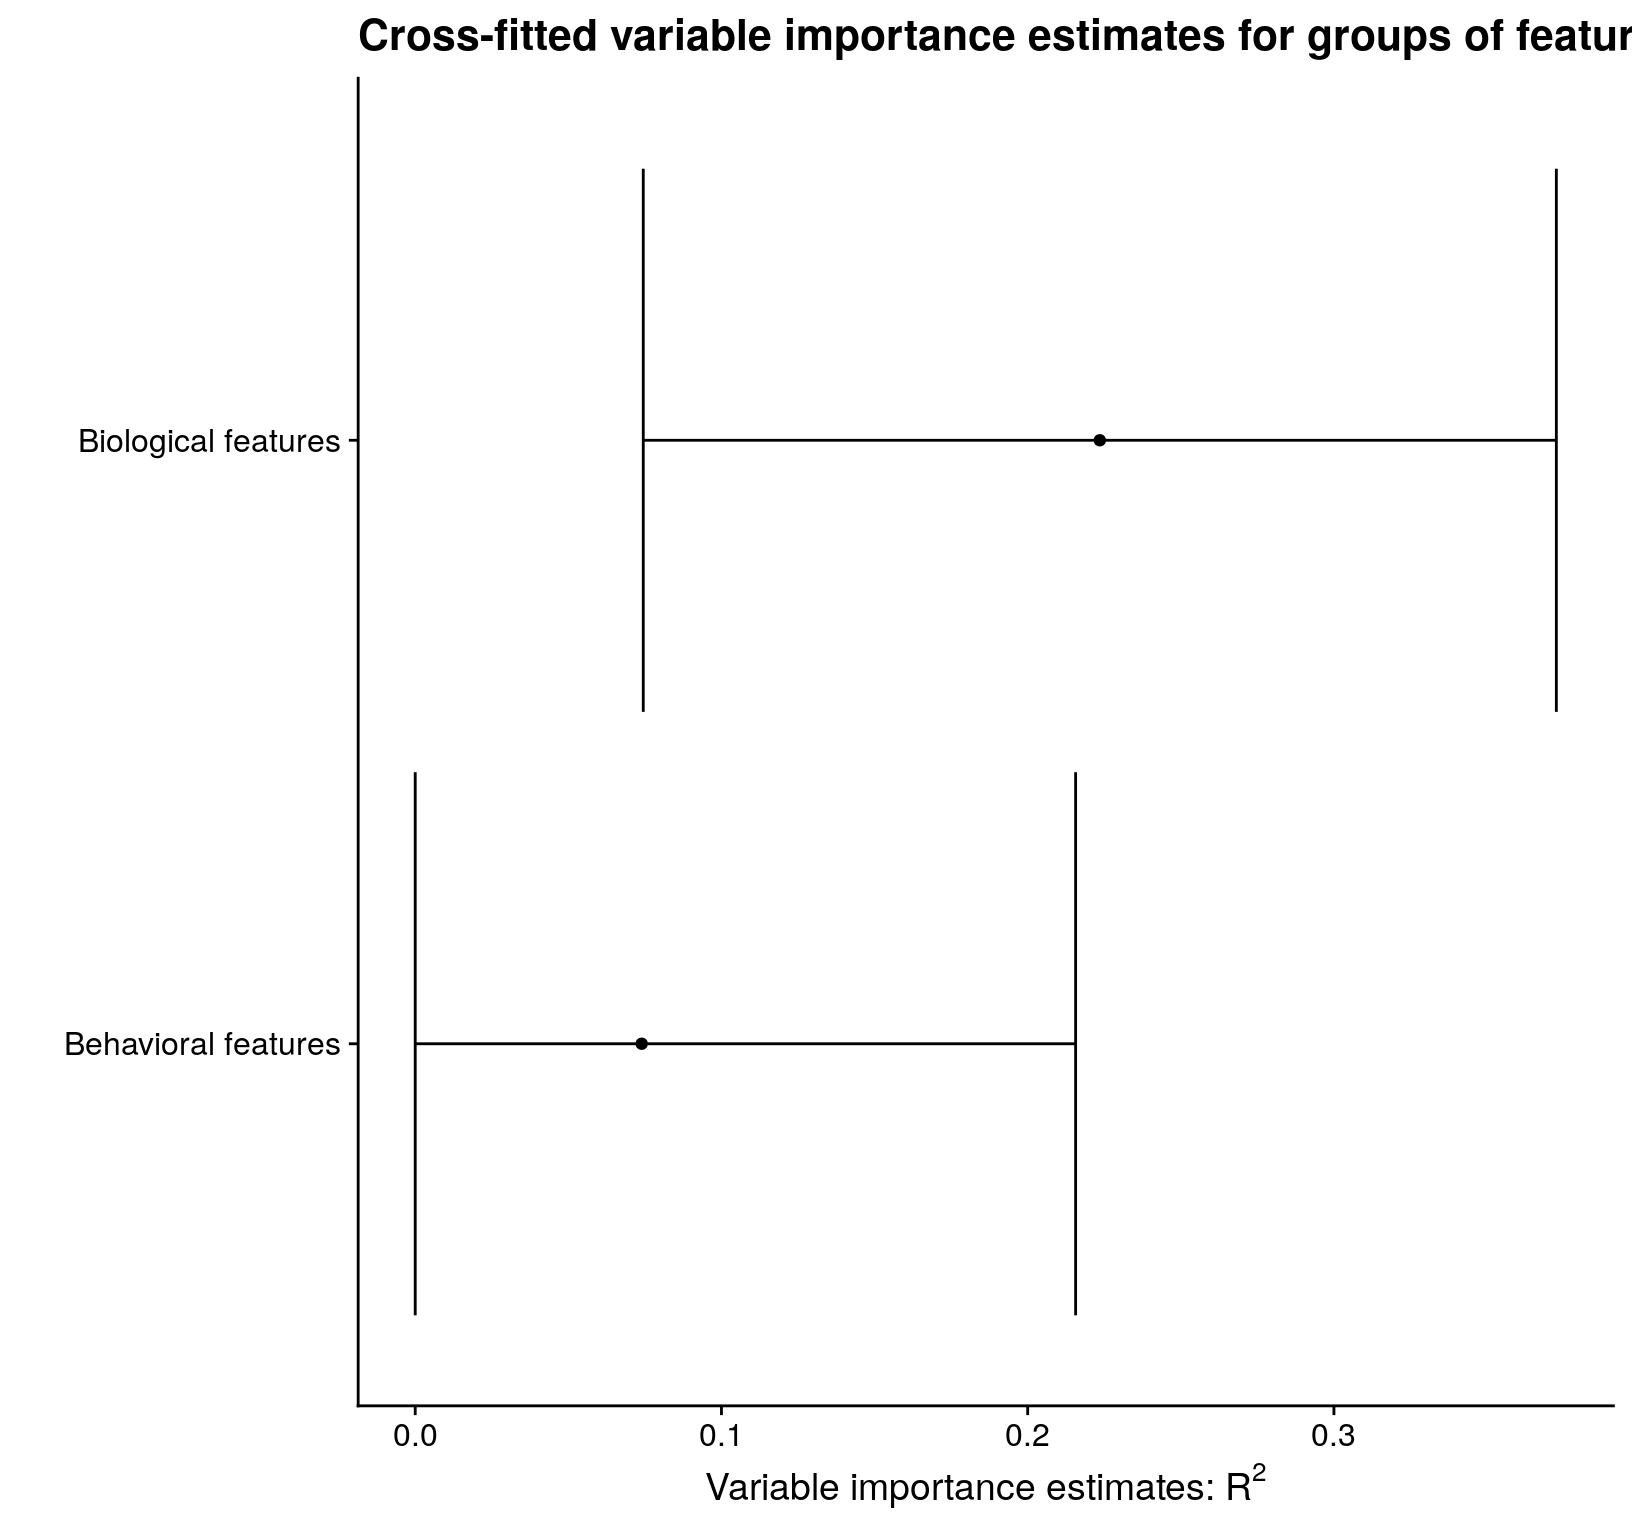 Cross-fitted variable importance estimates for groups of featur
Biological features
Behavioral features
0.0 0.1 0.2 0.3
Variable importance estimates: R²